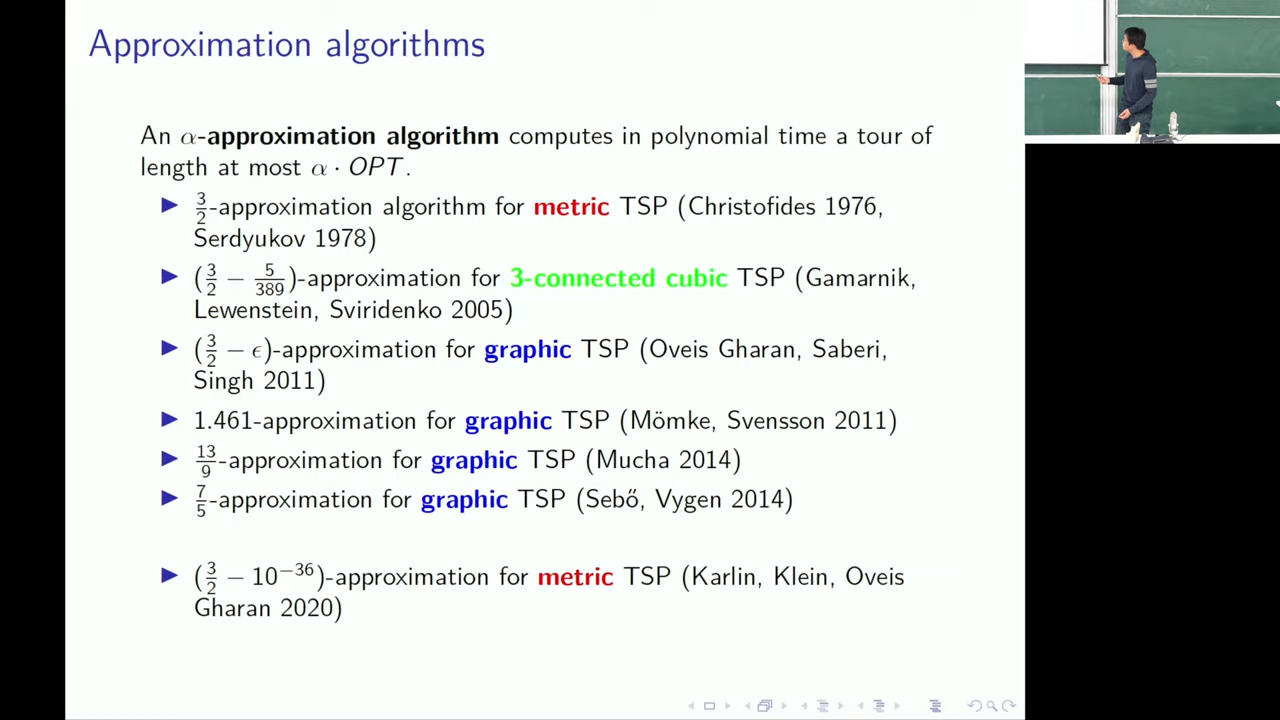 Approximation algorithms
An α-approximation algorithm computes in polynomial time a tour of
length at most α · OPT.
3/2-approximation algorithm for metric TSP (Christofides 1976,
Serdyukov 1978)
(3/2 − 5/389)-approximation for 3-connected cubic TSP (Gamarnik,
Lewenstein, Sviridenko 2005)
(3/2 − ϵ)-approximation for graphic TSP (Oveis Gharan, Saberi,
Singh 2011)
1.461-approximation for graphic TSP (Mömke, Svensson 2011)
13/9-approximation for graphic TSP (Mucha 2014)
7/5-approximation for graphic TSP (Sebő, Vygen 2014)
(3/2 − 10⁻³⁶)-approximation for metric TSP (Karlin, Klein, Oveis
Gharan 2020)